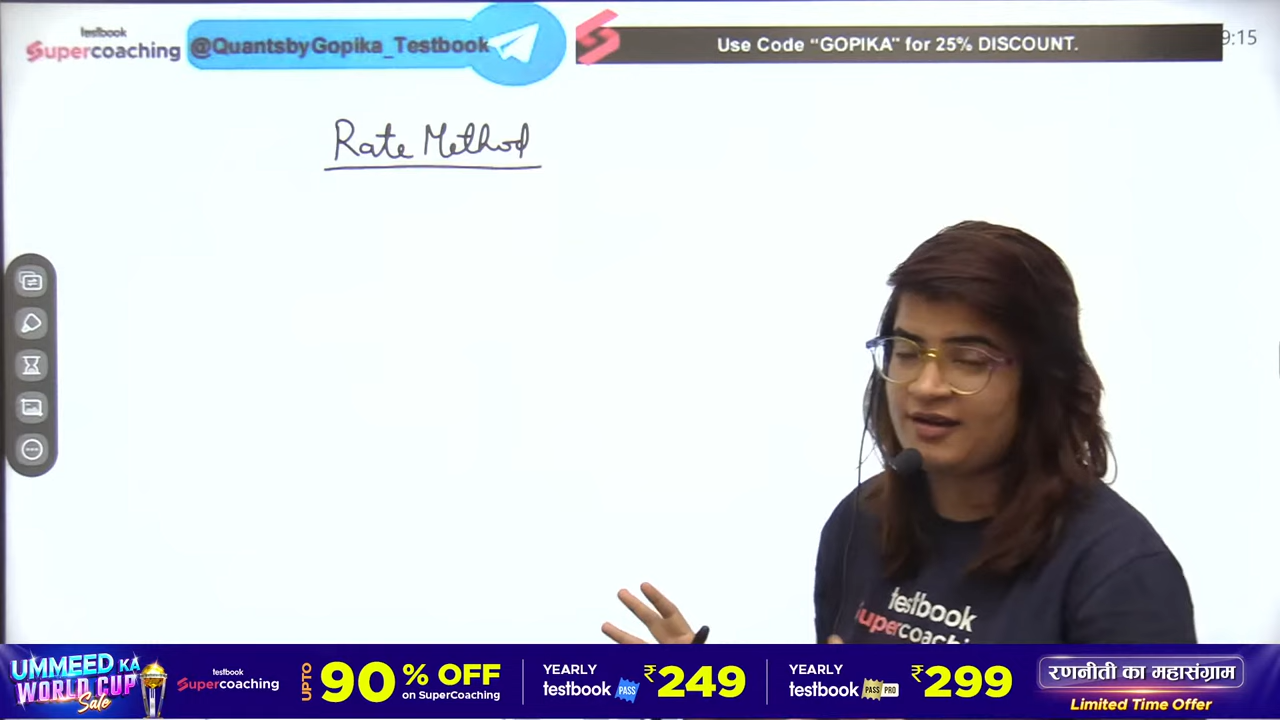 testbook
Supercoaching
@QuantsbyGopika_Testbook
Use Code "GOPIKA" for 25% DISCOUNT.
9:15
Rate Method
testbook
Supercoachi
UMMEED KA
WORLD CUP
Sale
testbook
Supercoaching
UPTO
90% OFF
on SuperCoaching
YEARLY
testbook PASS
₹249
YEARLY
testbook PASS PRO
₹299
रणनीती का महासंग्राम
Limited Time Offer